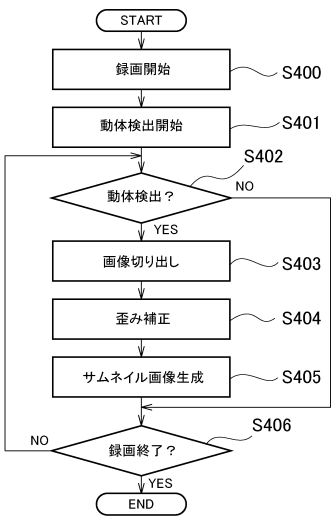 START
録画開始
S400
動体検出開始
S401
S402
動体検出？
NO
YES
画像切り出し
S403
歪み補正
S404
サムネイル画像生成
S405
S406
NO
録画終了？
YES
END